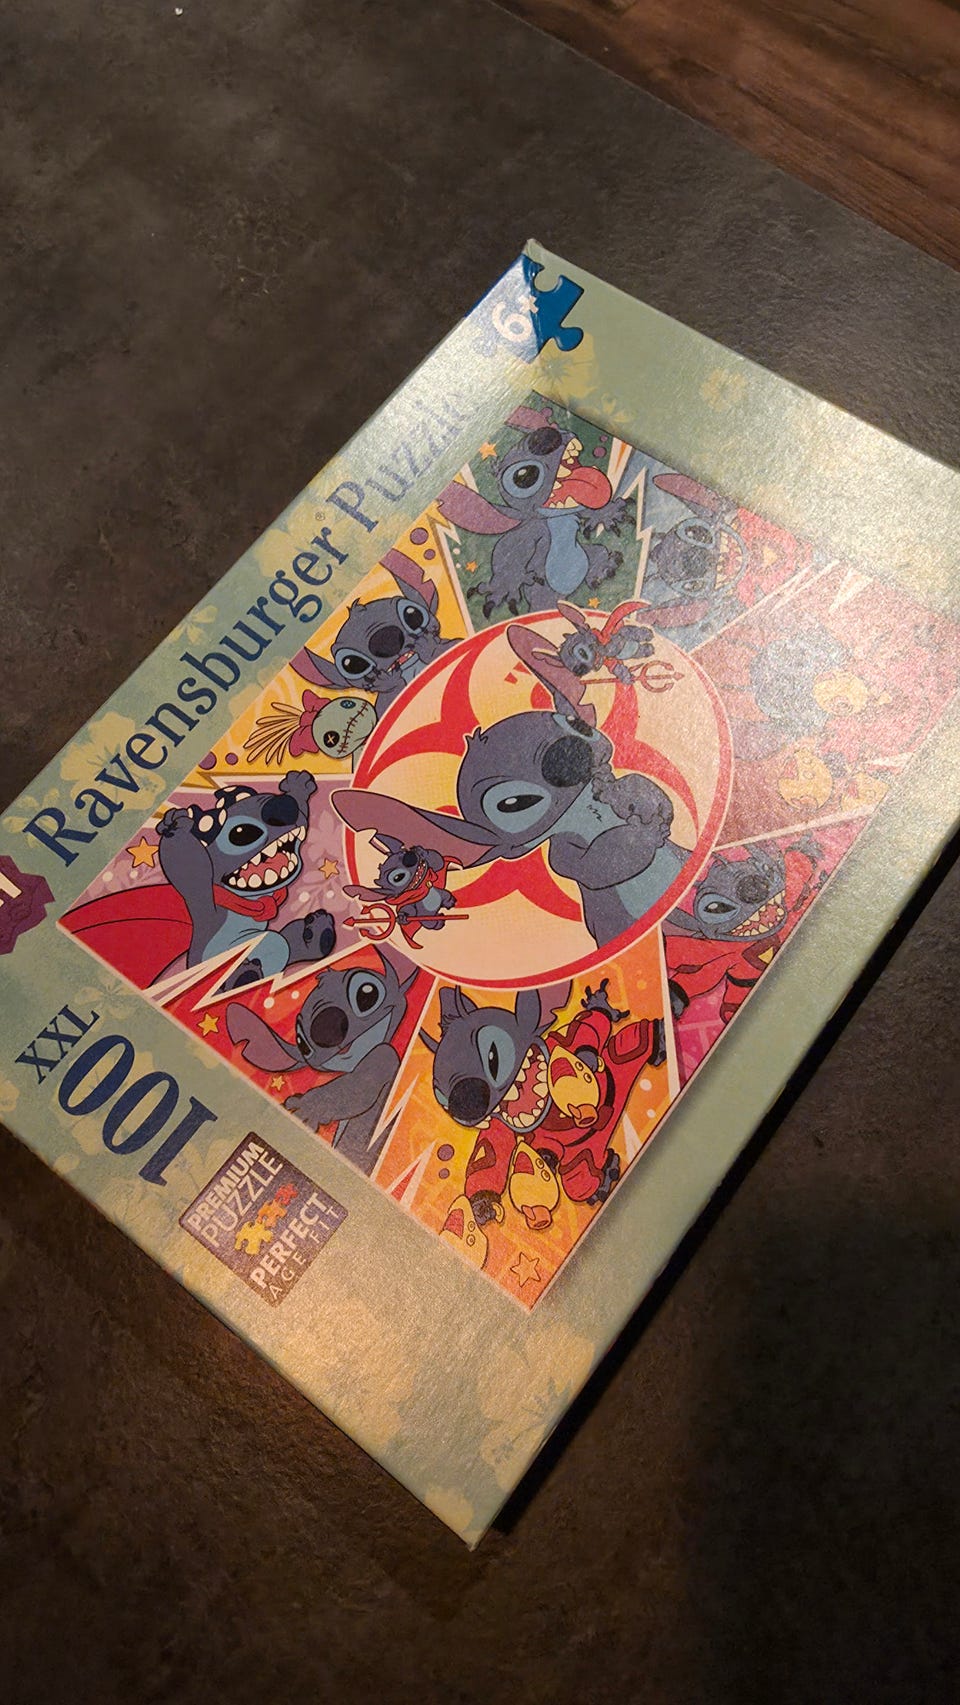 Ravensburger® Puzzle
6+
XXL
100
PREMIUM
PUZZLE
PERFECT
AGE FIT